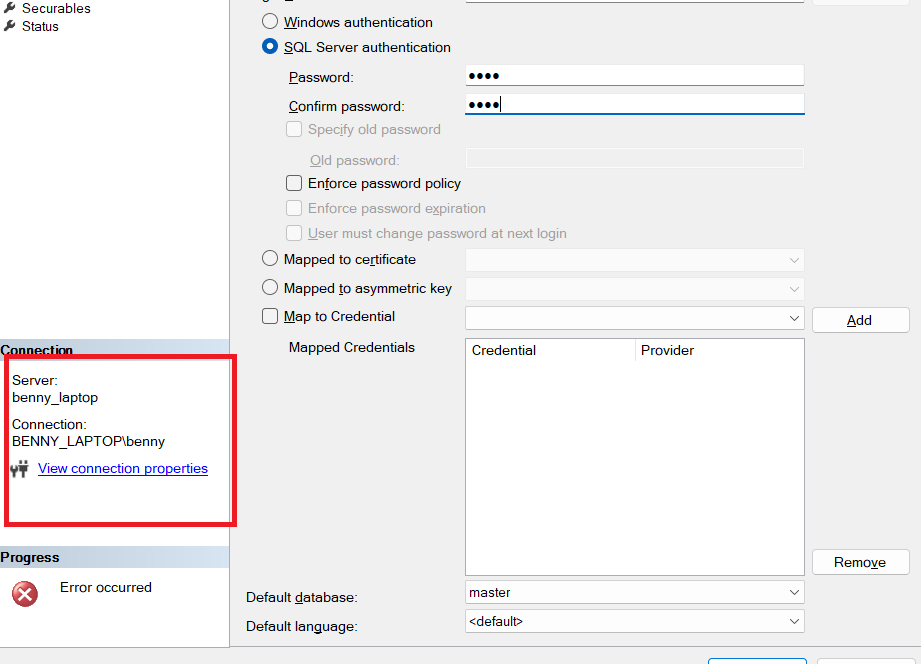 Securables
Status
Windows authentication
SQL Server authentication
Password:
Confirm password:
Specify old password
Old password:
Enforce password policy
Enforce password expiration
User must change password at next login
Mapped to certificate
Mapped to asymmetric key
Map to Credential
Add
Mapped Credentials
Credential Provider
Remove
Default database: master
Default language: <default>
Connection
Server:
benny_laptop
Connection:
BENNY_LAPTOP\benny
View connection properties
Progress
Error occurred